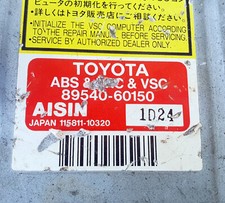 ピュータの初期化を行ってください。
•詳しくはトヨタ販売店にご相談ください。
•INITIALIZE THE VSC COMPUTER ACCORDING
TO THE REPAIR MANUAL BEFORE SERVICING.
•SERVICE BY AUTHORIZED DEALER ONLY.
TOYOTA
ABS & & VSC
89540-60150
AISIN 1D24
JAPAN 115811-10320